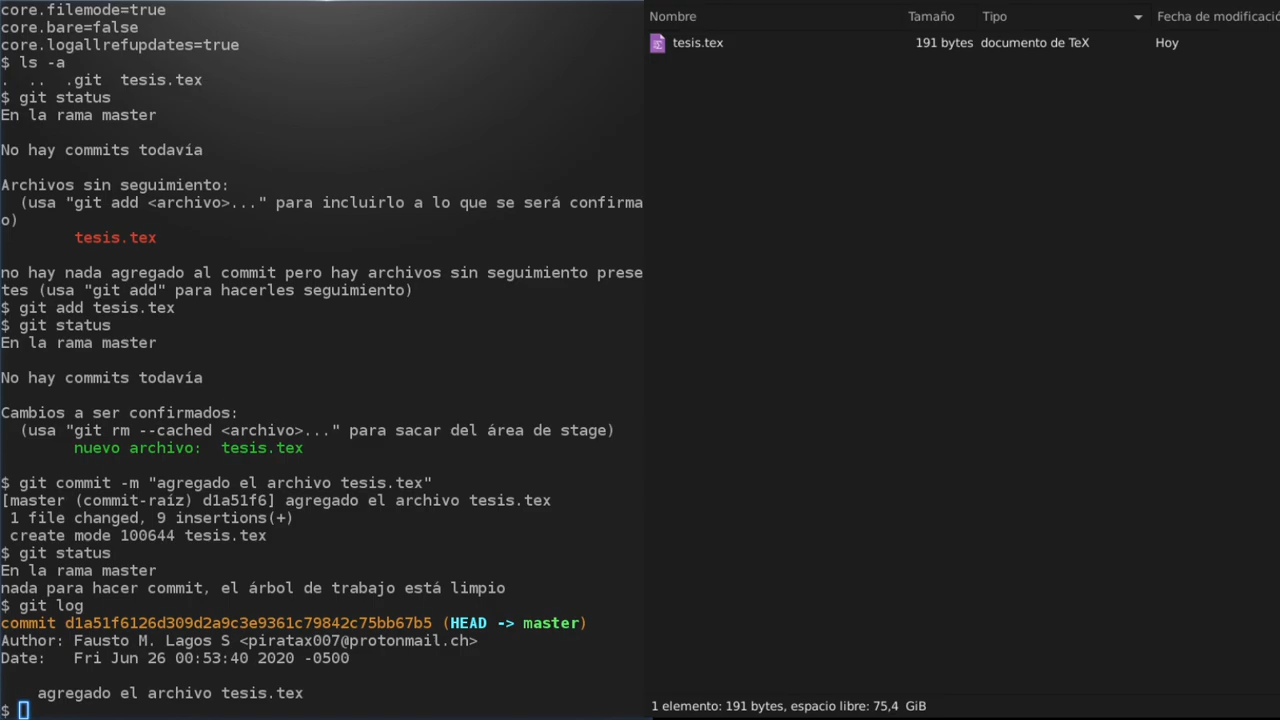 core.filemode=true
core.bare=false
core.logallrefupdates=true
$ ls -a
.  ..  .git  tesis.tex
$ git status
En la rama master
No hay commits todavía
Archivos sin seguimiento:
(usa "git add <archivo>..." para incluirlo a lo que se será confirma
o)
tesis.tex
no hay nada agregado al commit pero hay archivos sin seguimiento prese
tes (usa "git add" para hacerles seguimiento)
$ git add tesis.tex
$ git status
En la rama master
No hay commits todavía
Cambios a ser confirmados:
(usa "git rm --cached <archivo>..." para sacar del área de stage)
nuevo archivo:  tesis.tex
$ git commit -m "agregado el archivo tesis.tex"
[master (commit-raíz) d1a51f6] agregado el archivo tesis.tex
1 file changed, 9 insertions(+)
create mode 100644 tesis.tex
$ git status
En la rama master
nada para hacer commit, el árbol de trabajo está limpio
$ git log
commit d1a51f6126d309d2a9c3e9361c79842c75bb67b5 (HEAD -> master)
Author: Fausto M. Lagos S <piratax007@protonmail.ch>
Date:   Fri Jun 26 00:53:40 2020 -0500
agregado el archivo tesis.tex
$
Nombre Tamaño Tipo Fecha de modificació
tesis.tex 191 bytes documento de TeX Hoy
1 elemento: 191 bytes, espacio libre: 75,4 GiB